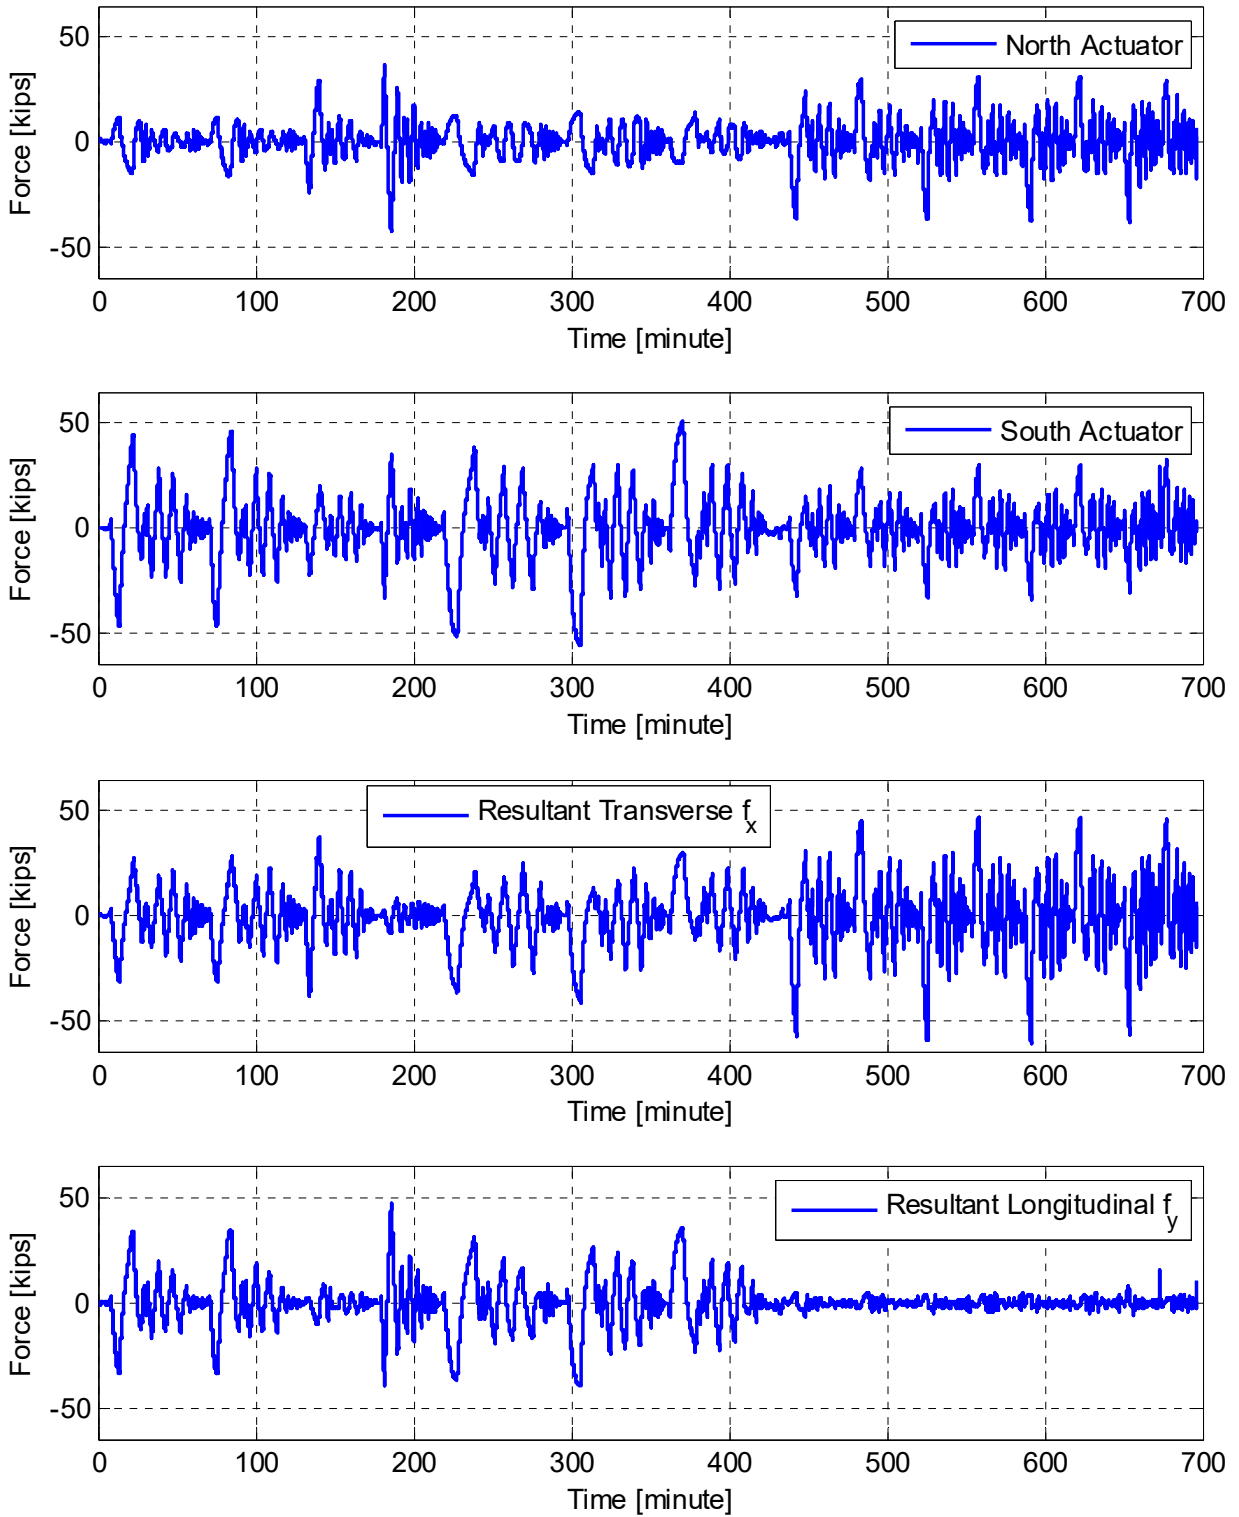 50
0
-50
Force [kips]
North Actuator
0 100 200 300 400 500 600 700
Time [minute]
50
0
-50
Force [kips]
South Actuator
0 100 200 300 400 500 600 700
Time [minute]
50
0
-50
Force [kips]
Resultant Transverse fx
0 100 200 300 400 500 600 700
Time [minute]
50
0
-50
Force [kips]
Resultant Longitudinal fy
0 100 200 300 400 500 600 700
Time [minute]